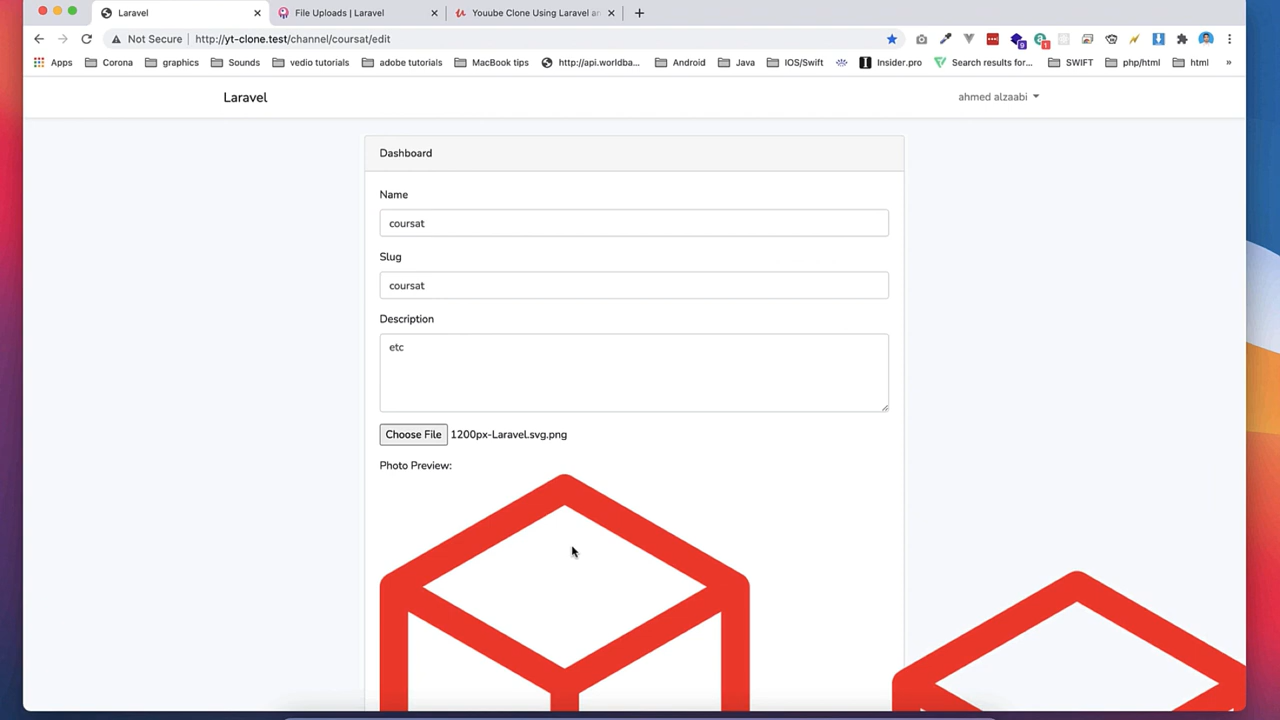 Laravel
File Uploads | Laravel
Yoube Clone Using Laravel an
Not Secure
http://yt-clone.test/channel/coursat/edit
9
1
Apps
Corona
graphics
Sounds
vedio tutorials
adobe tutorials
MacBook tips
http://api.worldba...
Android
Java
IOS/Swift
Insider.pro
Search results for...
SWIFT
php/html
html
»
Laravel
ahmed alzaabi
Dashboard
Name
coursat
Slug
coursat
Description
etc
Choose File 1200px-Laravel.svg.png
Photo Preview: